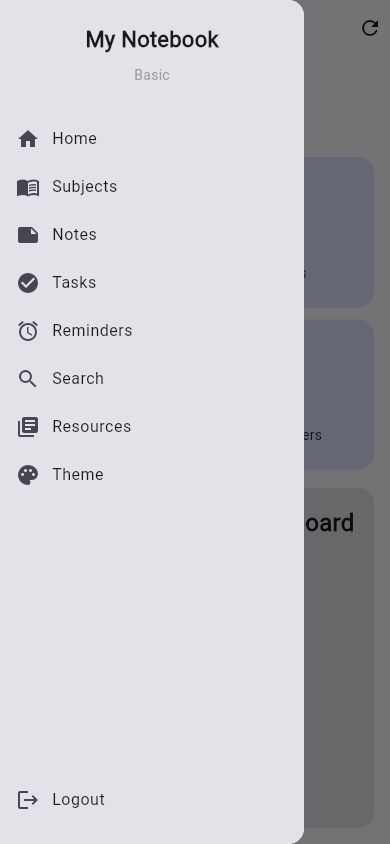 My Notebook
Basic
Home
Subjects
Notes
Tasks
Reminders
Search
Resources
Theme
Logout